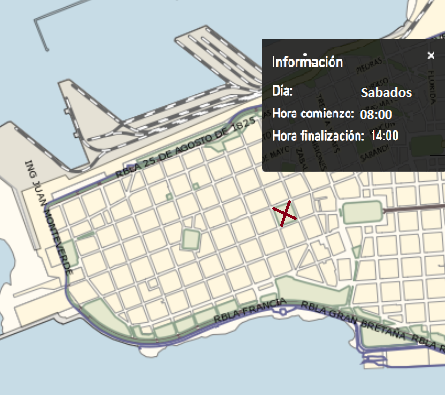 Información
×
Día: Sabados
Hora comienzo: 08:00
Hora finalización: 14:00
RBLA 25 DE AGOSTO DE 1825
ING JUAN MONTEVERDE
RBLA FRANCIA
RBLA GRAN BRETAÑA
RBLA R